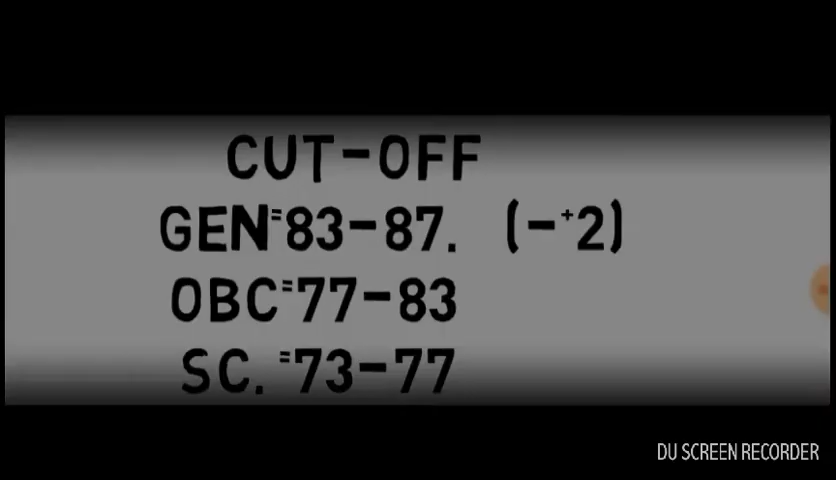 CUT-OFF
GEN=83-87. (-+2)
OBC=77-83
SC. =73-77
DU SCREEN RECORDER